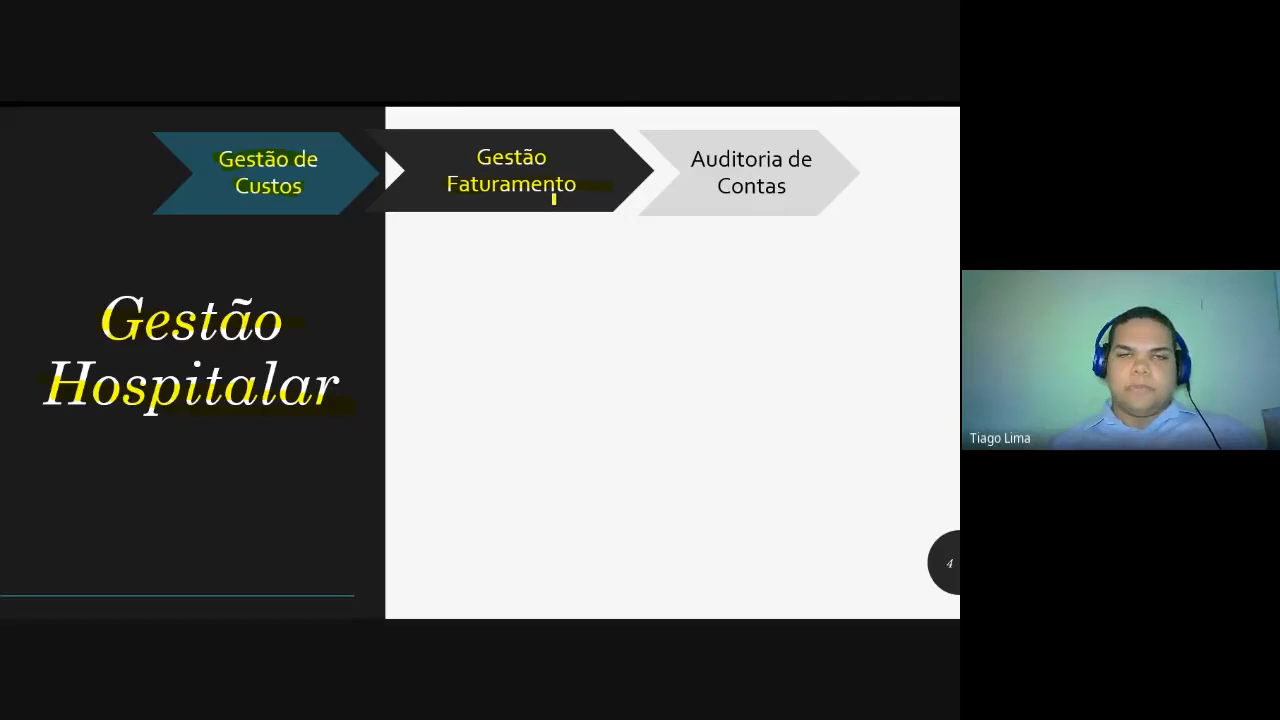 Gestão de
Custos
Gestão
Faturamento
Auditoria de
Contas
Gestão
Hospitalar
Tiago Lima
4